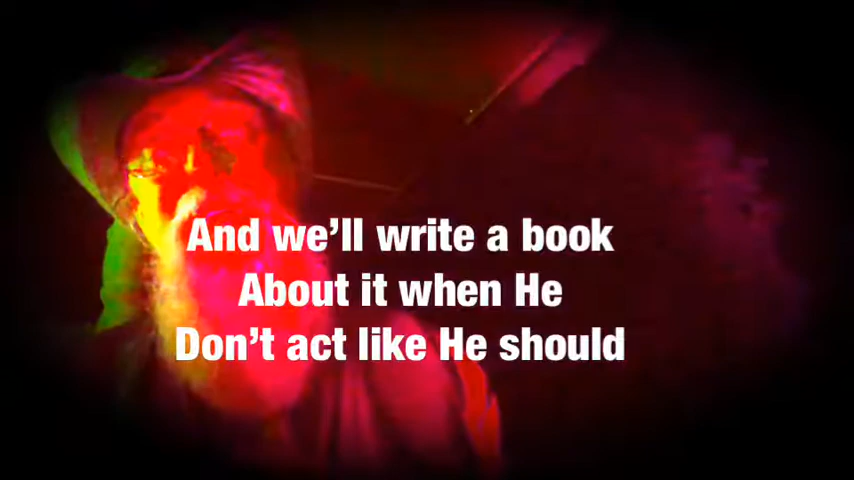 And we’ll write a book
About it when He
Don’t act like He should